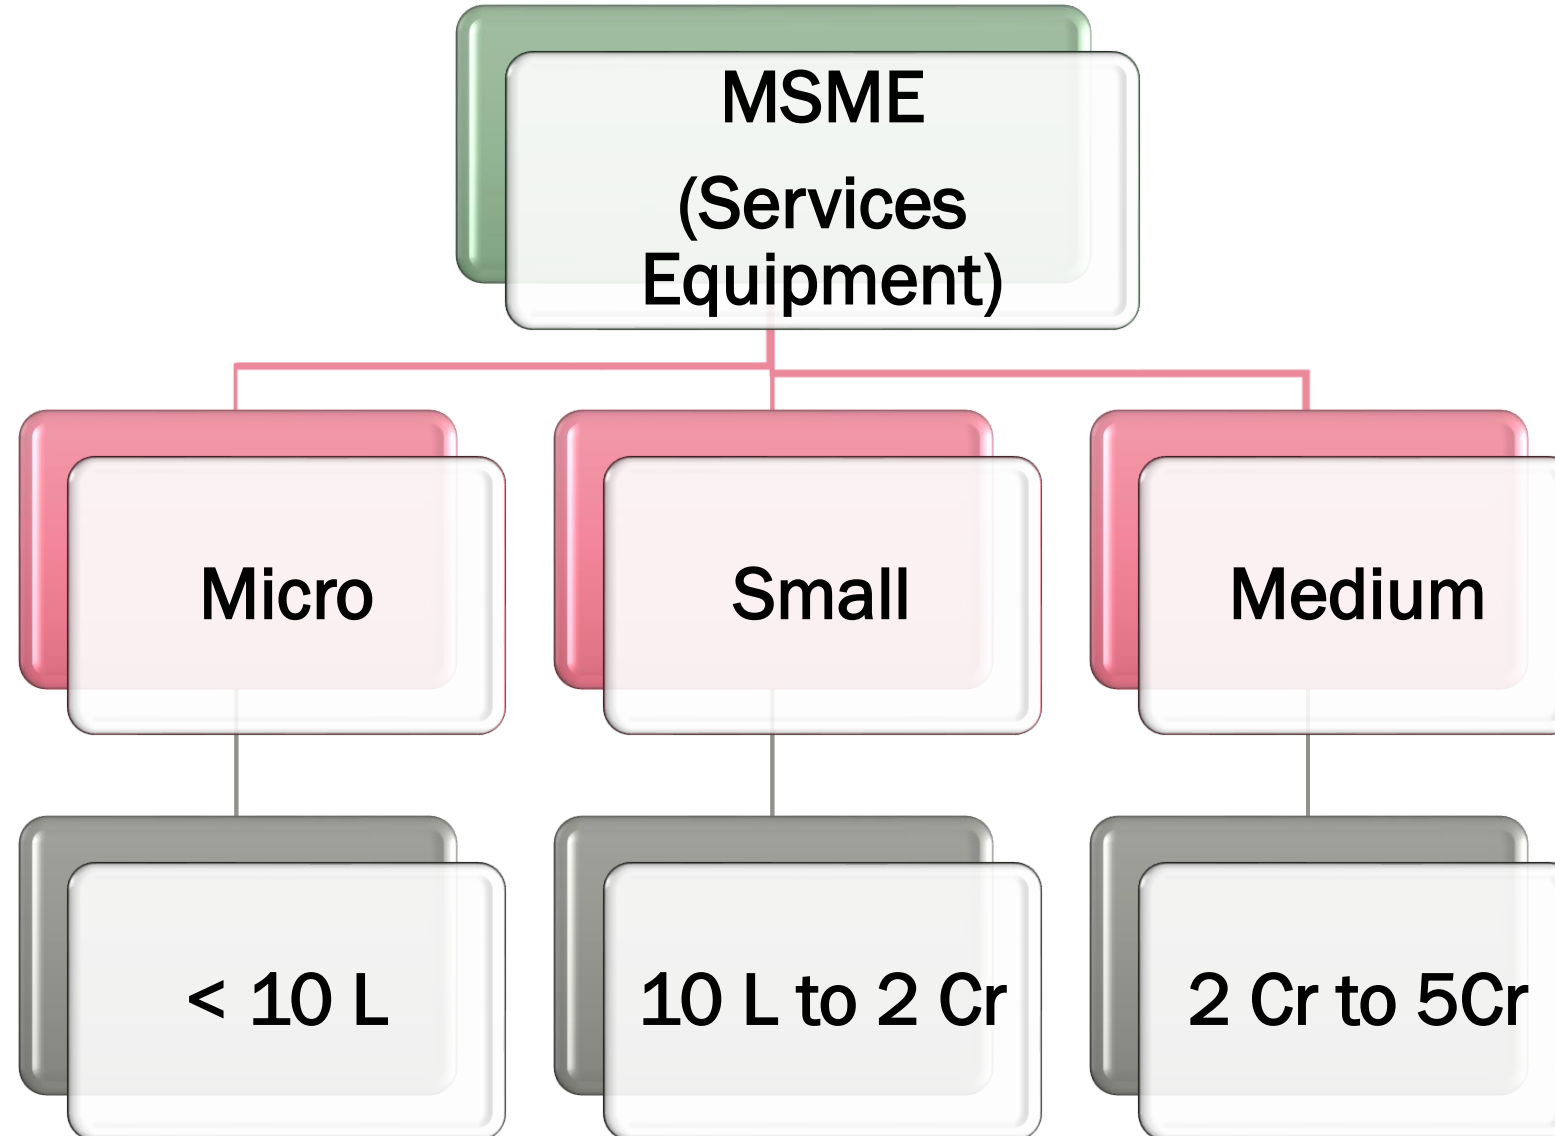 MSME
(Services
Equipment)
Micro
Small
Medium
< 10 L
10 L to 2 Cr
2 Cr to 5Cr